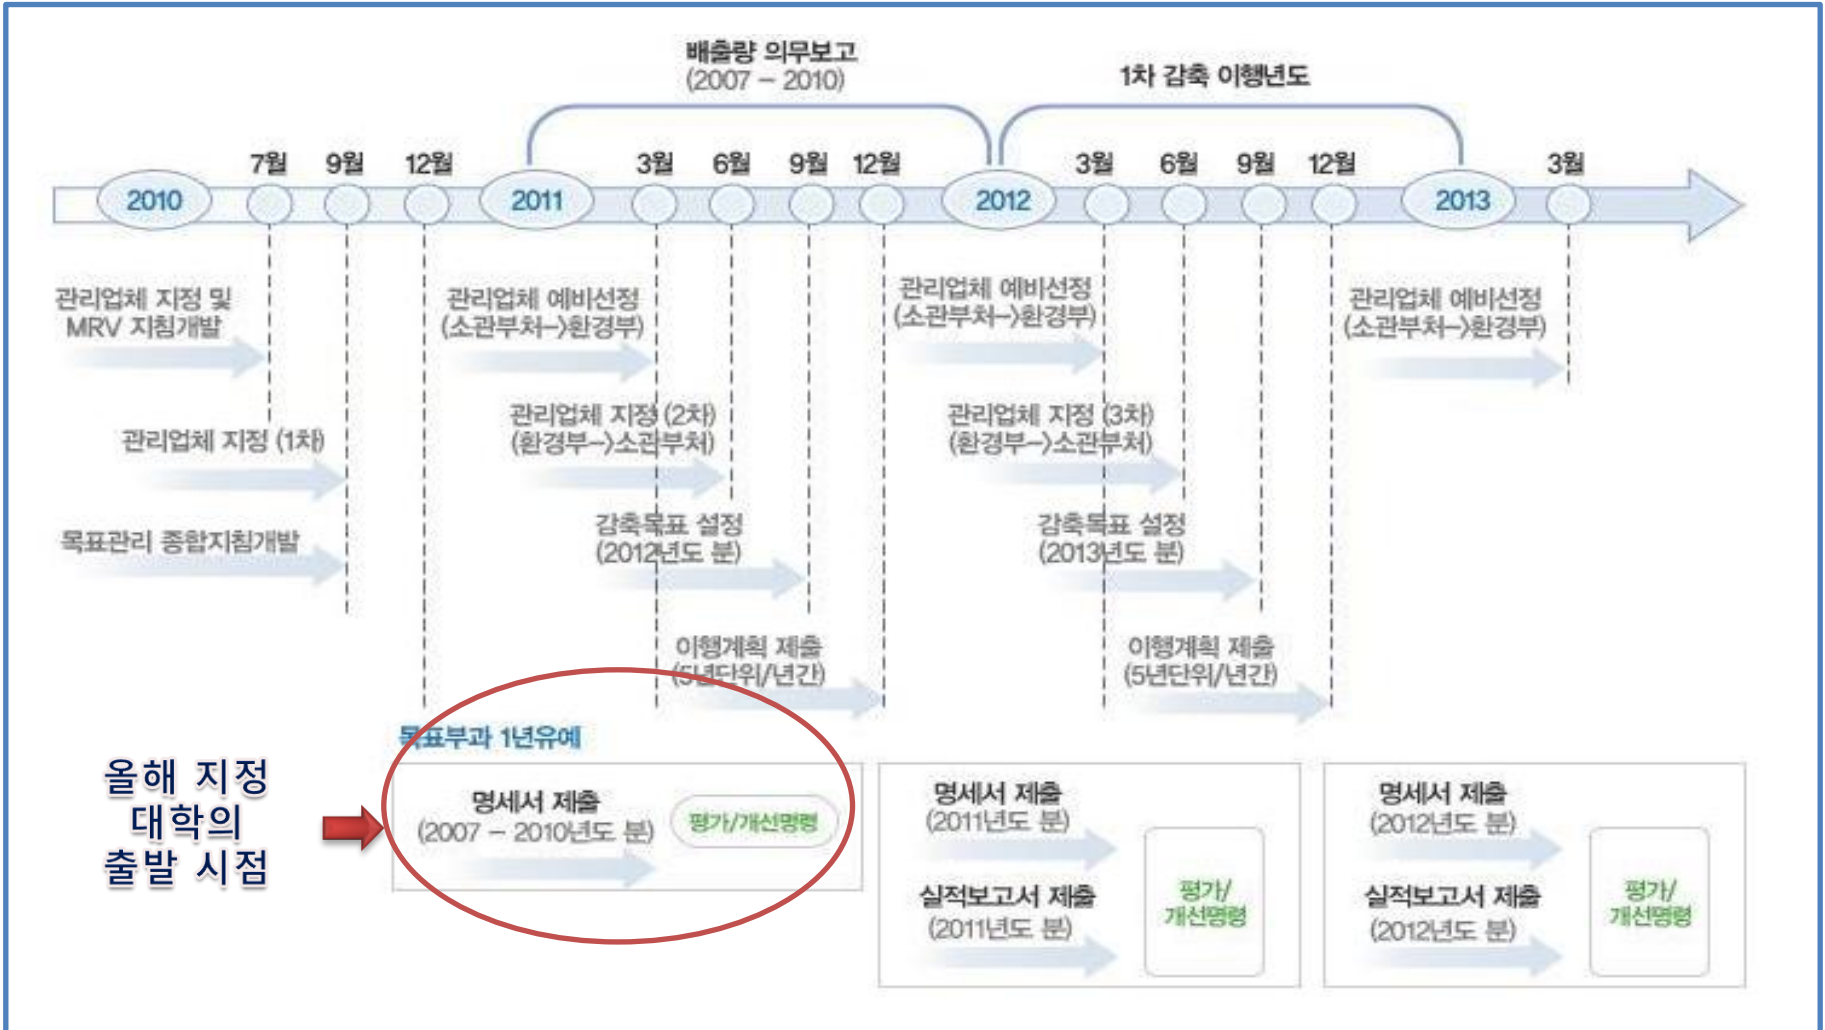 배출량 의무보고
(2007 – 2010)
1차 감축 이행년도
7월
9월
12월
3월
6월
9월
12월
3월
6월
9월
12월
3월
2010
2011
2012
2013
관리업체 지정 및
MRV 지침개발
관리업체 예비선정
(소관부처->환경부)
관리업체 예비선정
(소관부처->환경부)
관리업체 예비선정
(소관부처->환경부)
관리업체 지정 (1차)
관리업체 지정 (2차)
(환경부->소관부처)
관리업체 지정 (3차)
(환경부->소관부처)
목표관리 종합지침개발
감축목표 설정
(2012년도 분)
감축목표 설정
(2013년도 분)
이행계획 제출
(5년단위/년간)
이행계획 제출
(5년단위/년간)
목표부과 1년유예
올해 지정
대학의
출발 시점
명세서 제출
(2007 – 2010년도 분)
평가/개선명령
명세서 제출
(2011년도 분)
실적보고서 제출
(2011년도 분)
평가/
개선명령
명세서 제출
(2012년도 분)
실적보고서 제출
(2012년도 분)
평가/
개선명령